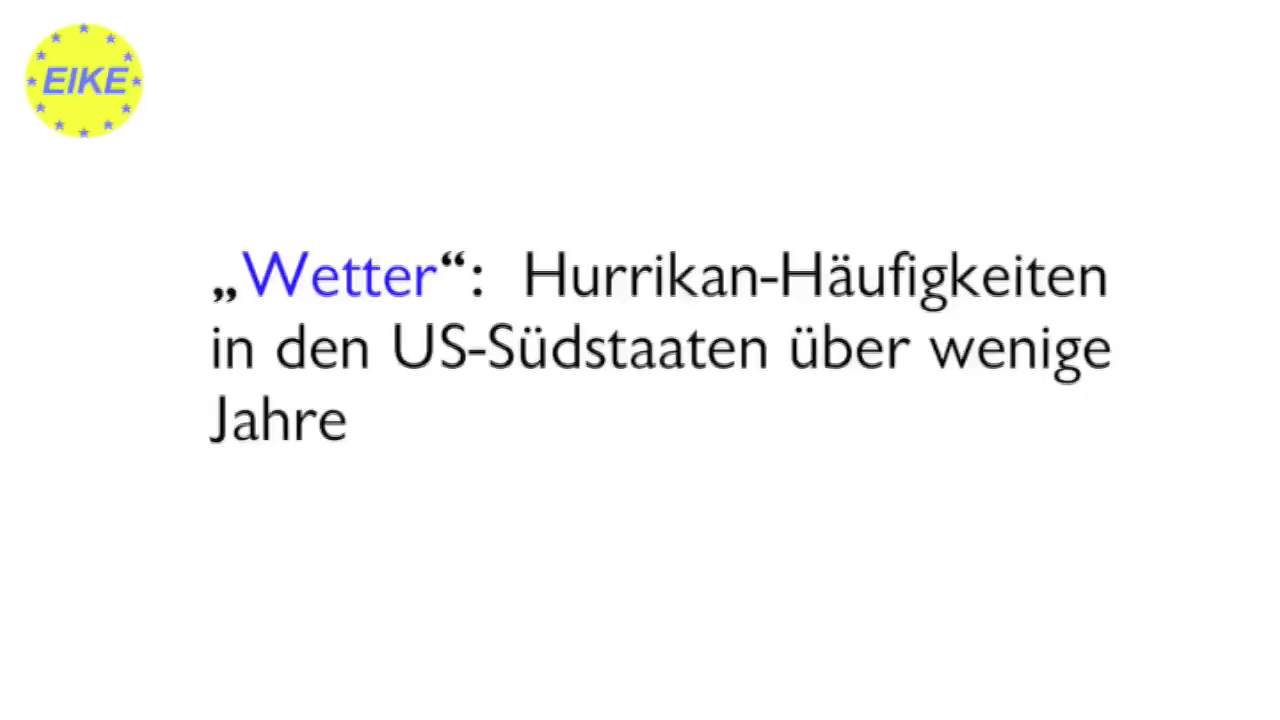 EIKE
„Wetter“: Hurrikan-Häufigkeiten
in den US-Südstaaten über wenige
Jahre